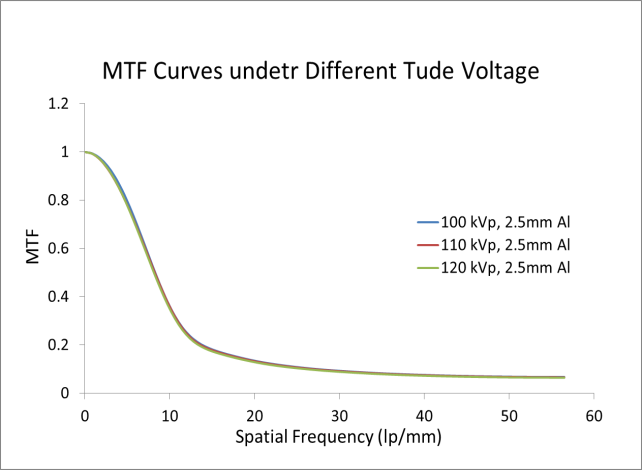 MTF Curves undetr Different Tude Voltage
1.2
1
0.8
0.6
0.4
0.2
0
MTF
100 kVp, 2.5mm Al
110 kVp, 2.5mm Al
120 kVp, 2.5mm Al
0 10 20 30 40 50 60
Spatial Frequency (lp/mm)